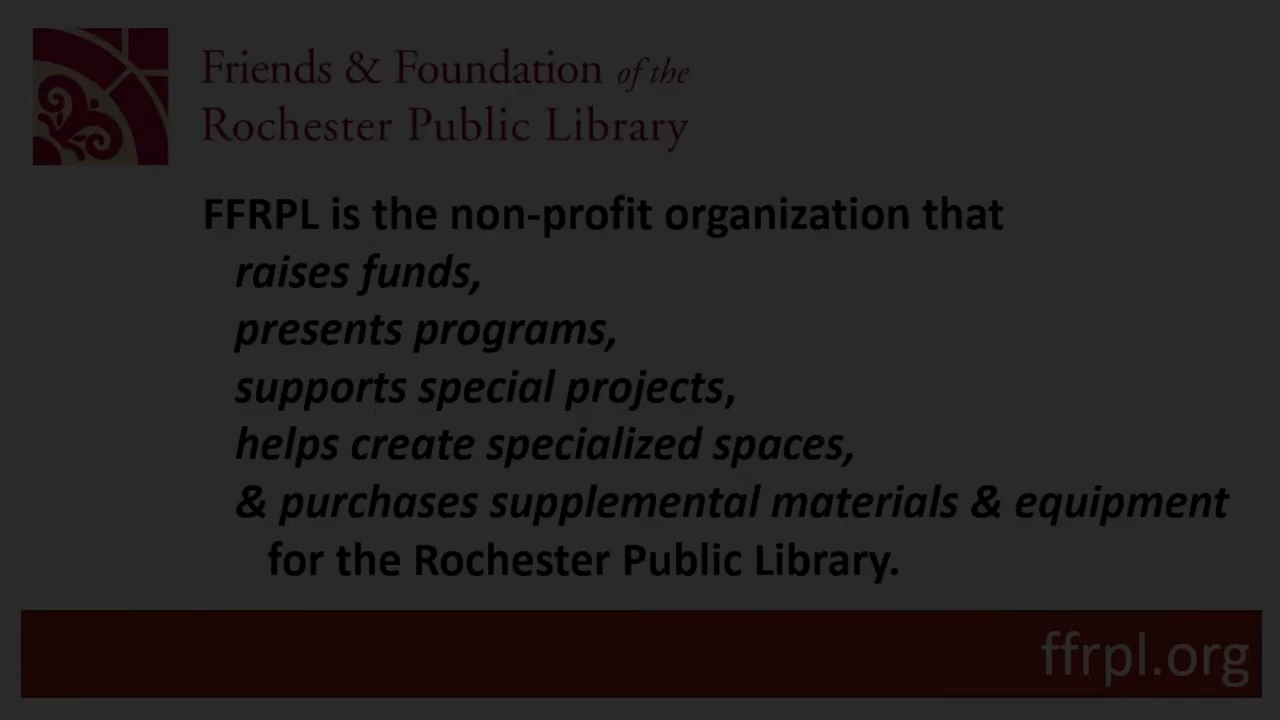 Friends & Foundation of the
Rochester Public Library
FFRPL is the non-profit organization that
raises funds,
presents programs,
supports special projects,
helps create specialized spaces,
& purchases supplemental materials & equipment
for the Rochester Public Library.
ffrpl.org